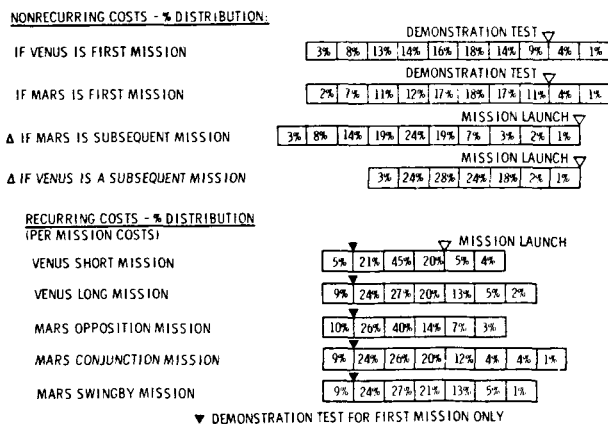 NONRECURRING COSTS - % DISTRIBUTION:
DEMONSTRATION TEST
IF VENUS IS FIRST MISSION 3% 8% 13% 14% 16% 18% 14% 9% 4% 1%
DEMONSTRATION TEST
IF MARS IS FIRST MISSION 2% 7% 11% 12% 17% 18% 17% 11% 4% 1%
MISSION LAUNCH
Δ IF MARS IS SUBSEQUENT MISSION 3% 8% 14% 19% 24% 19% 7% 3% 2% 1%
MISSION LAUNCH
Δ IF VENUS IS A SUBSEQUENT MISSION 3% 24% 28% 24% 18% 2% 1%
RECURRING COSTS - % DISTRIBUTION
(PER MISSION COSTS)
MISSION LAUNCH
VENUS SHORT MISSION 5% 21% 45% 20% 5% 4%
VENUS LONG MISSION 9% 24% 27% 20% 13% 5% 2%
MARS OPPOSITION MISSION 10% 26% 40% 14% 7% 3%
MARS CONJUNCTION MISSION 9% 24% 26% 20% 12% 4% 4% 1%
MARS SWINGBY MISSION 9% 24% 27% 21% 13% 5% 1%
▼ DEMONSTRATION TEST FOR FIRST MISSION ONLY